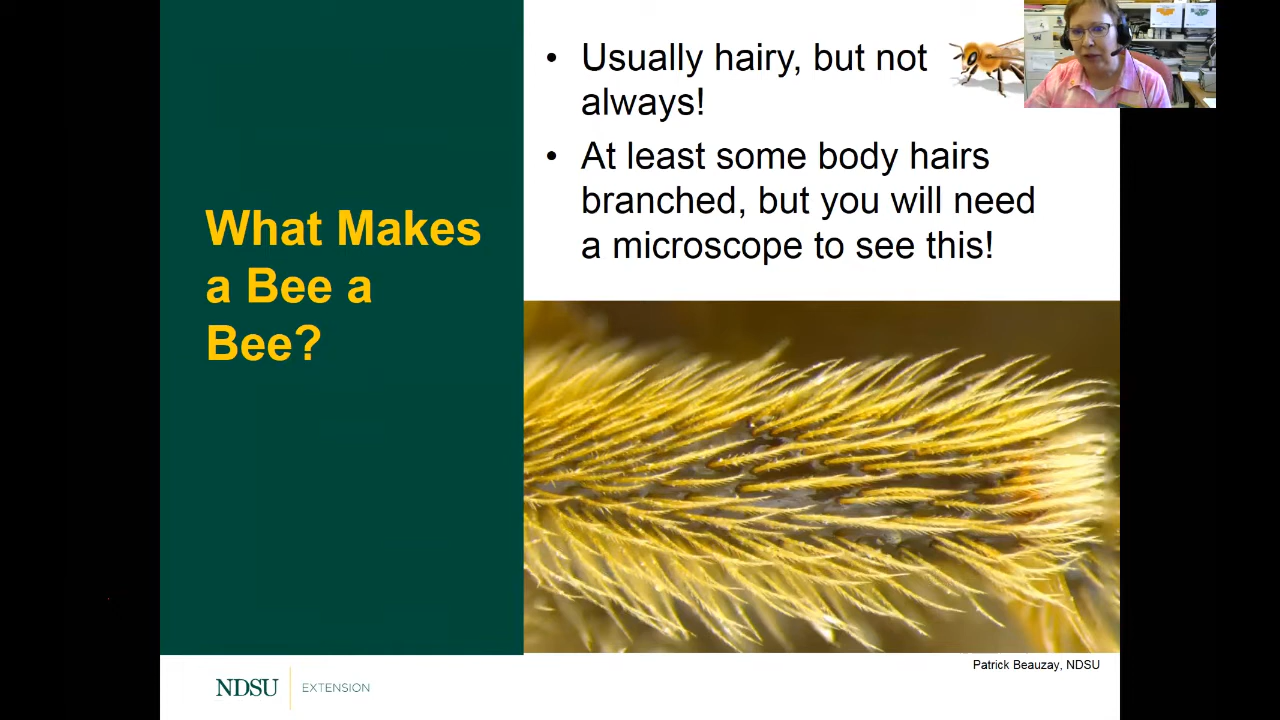 What Makes
a Bee a
Bee?
• Usually hairy, but not
always!
• At least some body hairs
branched, but you will need
a microscope to see this!
Patrick Beauzay, NDSU
NDSU EXTENSION